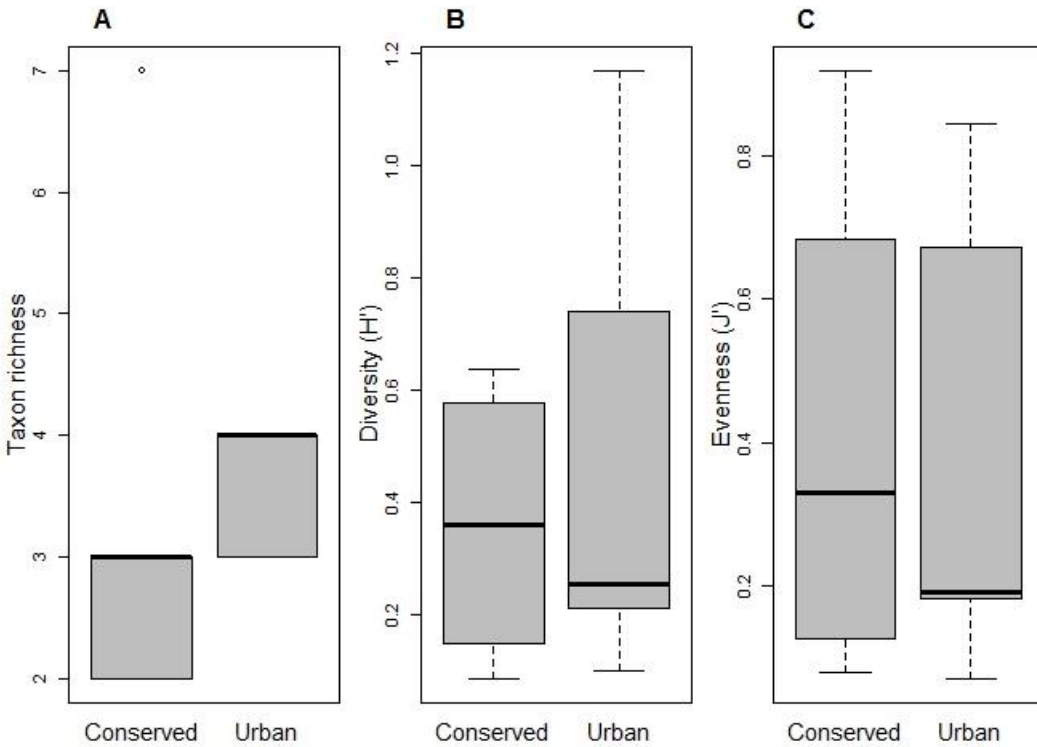 A
Taxon richness
7
6
5
4
3
2
Conserved Urban
B
Diversity (H')
1.2
1.0
0.8
0.6
0.4
0.2
Conserved Urban
C
Evenness (J')
0.8
0.6
0.4
0.2
Conserved Urban